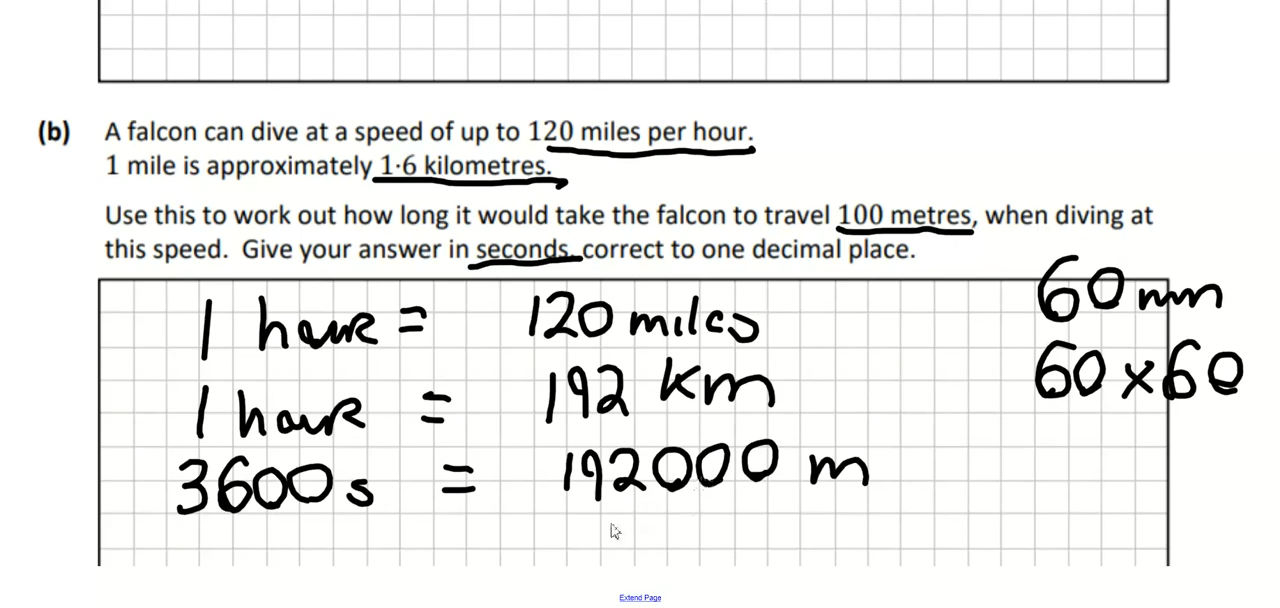 (b) A falcon can dive at a speed of up to 120 miles per hour.
1 mile is approximately 1·6 kilometres.
Use this to work out how long it would take the falcon to travel 100 metres, when diving at
this speed. Give your answer in seconds, correct to one decimal place.
60 min
1 hour = 120 miles
60 × 60
1 hour = 192 km
3600 s = 192000 m
Extend Page